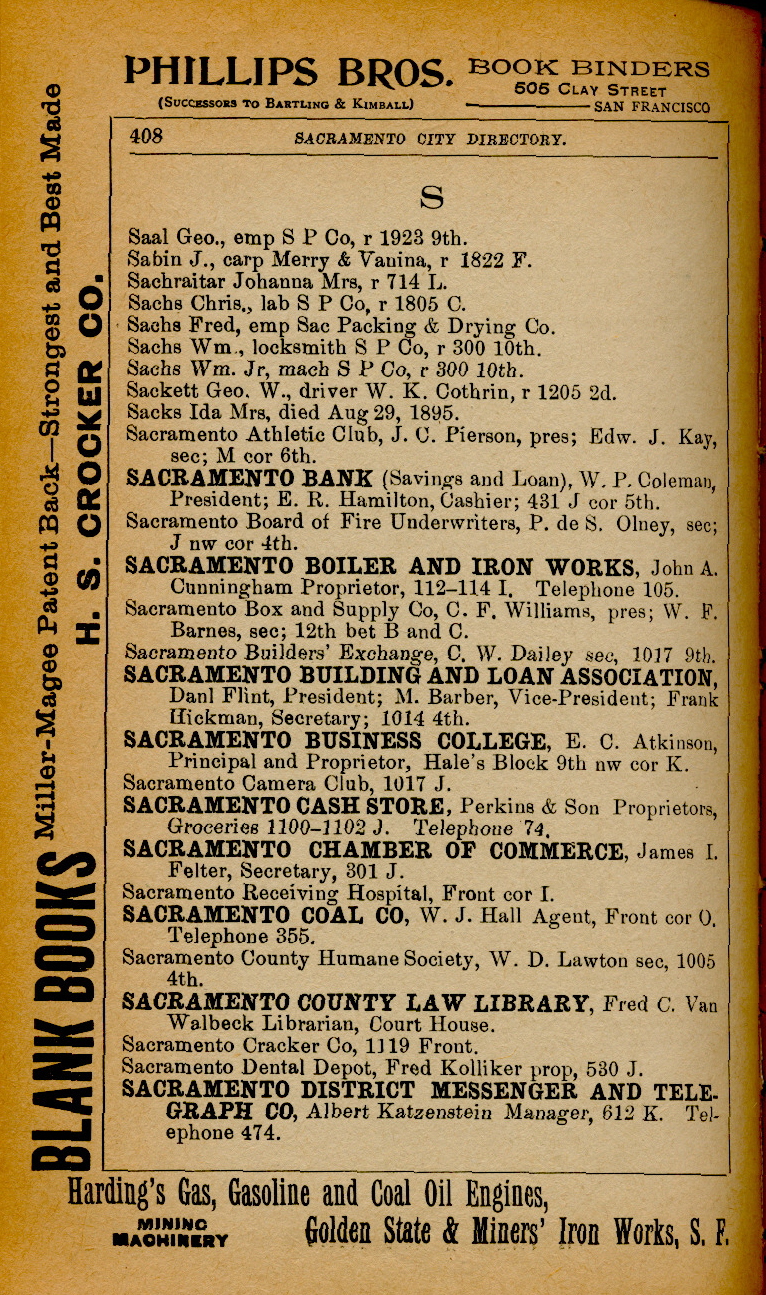 PHILLIPS BROS. BOOK BINDERS
505 CLAY STREET
(SUCCESSORS TO BARTLING & KIMBALL) SAN FRANCISCO
408 SACRAMENTO CITY DIRECTORY.
S
Saal Geo., emp S P Co, r 1923 9th.
Sabin J., carp Merry & Vanina, r 1822 F.
Sachraitar Johanna Mrs, r 714 L.
Sachs Chris., lab S P Co, r 1805 C.
Sachs Fred, emp Sac Packing & Drying Co.
Sachs Wm., locksmith S P Co, r 300 10th.
Sachs Wm. Jr, mach S P Co, r 300 10th.
Sackett Geo. W., driver W. K. Cothrin, r 1205 2d.
Sacks Ida Mrs, died Aug 29, 1895.
Sacramento Athletic Club, J. C. Pierson, pres; Edw. J. Kay,
sec; M cor 6th.
SACRAMENTO BANK (Savings and Loan), W. P. Coleman,
President; E. R. Hamilton, Cashier; 431 J cor 5th.
Sacramento Board of Fire Underwriters, P. de S. Olney, sec;
J nw cor 4th.
SACRAMENTO BOILER AND IRON WORKS, John A.
Cunningham Proprietor, 112–114 I. Telephone 105.
Sacramento Box and Supply Co, C. F. Williams, pres; W. F.
Barnes, sec; 12th bet B and C.
Sacramento Builders' Exchange, C. W. Dailey sec, 1017 9th.
SACRAMENTO BUILDING AND LOAN ASSOCIATION,
Danl Flint, President; M. Barber, Vice-President; Frank
Hickman, Secretary; 1014 4th.
SACRAMENTO BUSINESS COLLEGE, E. C. Atkinson,
Principal and Proprietor, Hale's Block 9th nw cor K.
Sacramento Camera Club, 1017 J.
SACRAMENTO CASH STORE, Perkins & Son Proprietors,
Groceries 1100–1102 J. Telephone 74.
SACRAMENTO CHAMBER OF COMMERCE, James I.
Felter, Secretary, 301 J.
Sacramento Receiving Hospital, Front cor I.
SACRAMENTO COAL CO, W. J. Hall Agent, Front cor O.
Telephone 355.
Sacramento County Humane Society, W. D. Lawton sec, 1005
4th.
SACRAMENTO COUNTY LAW LIBRARY, Fred C. Van
Walbeck Librarian, Court House.
Sacramento Cracker Co, 1119 Front.
Sacramento Dental Depot, Fred Kolliker prop, 530 J.
SACRAMENTO DISTRICT MESSENGER AND TELE-
GRAPH CO, Albert Katzenstein Manager, 612 K. Tel-
ephone 474.
BLANK BOOKS Miller-Magee Patent Back—Strongest and Best Made
H. S. CROCKER CO.
Harding's Gas, Gasoline and Coal Oil Engines,
MINING
MACHINERY Golden State & Miners' Iron Works, S. F.